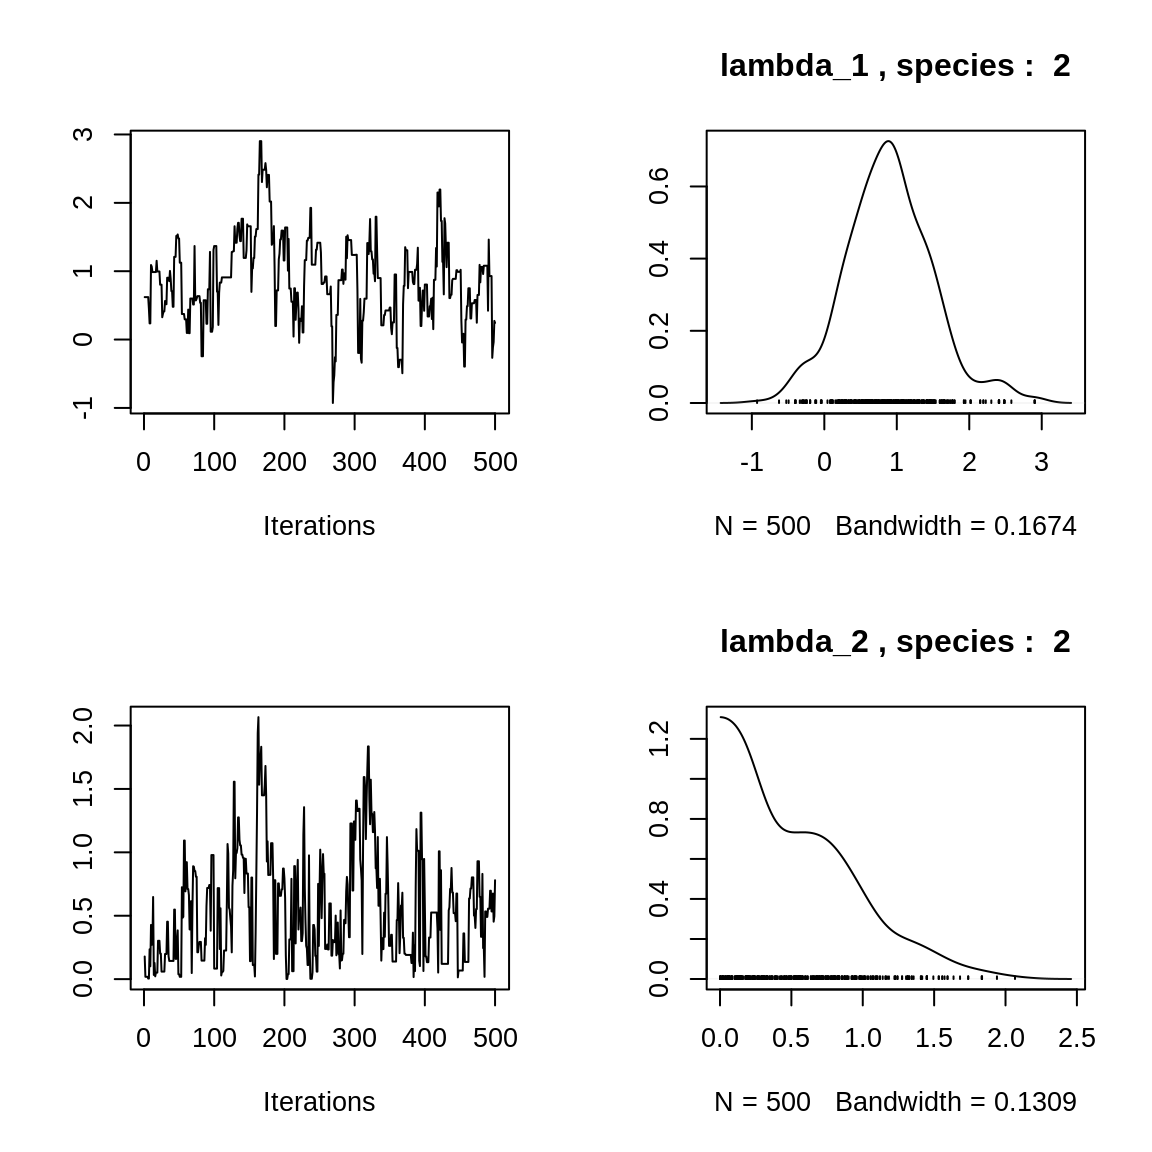 lambda_1 , species :  2
3
2
1
0
-1
0 100 200 300 400 500
Iterations
0.6
0.4
0.2
0.0
-1 0 1 2 3
N = 500   Bandwidth = 0.1674
lambda_2 , species :  2
2.0
1.5
1.0
0.5
0.0
0 100 200 300 400 500
Iterations
1.2
0.8
0.4
0.0
0.0 0.5 1.0 1.5 2.0 2.5
N = 500   Bandwidth = 0.1309